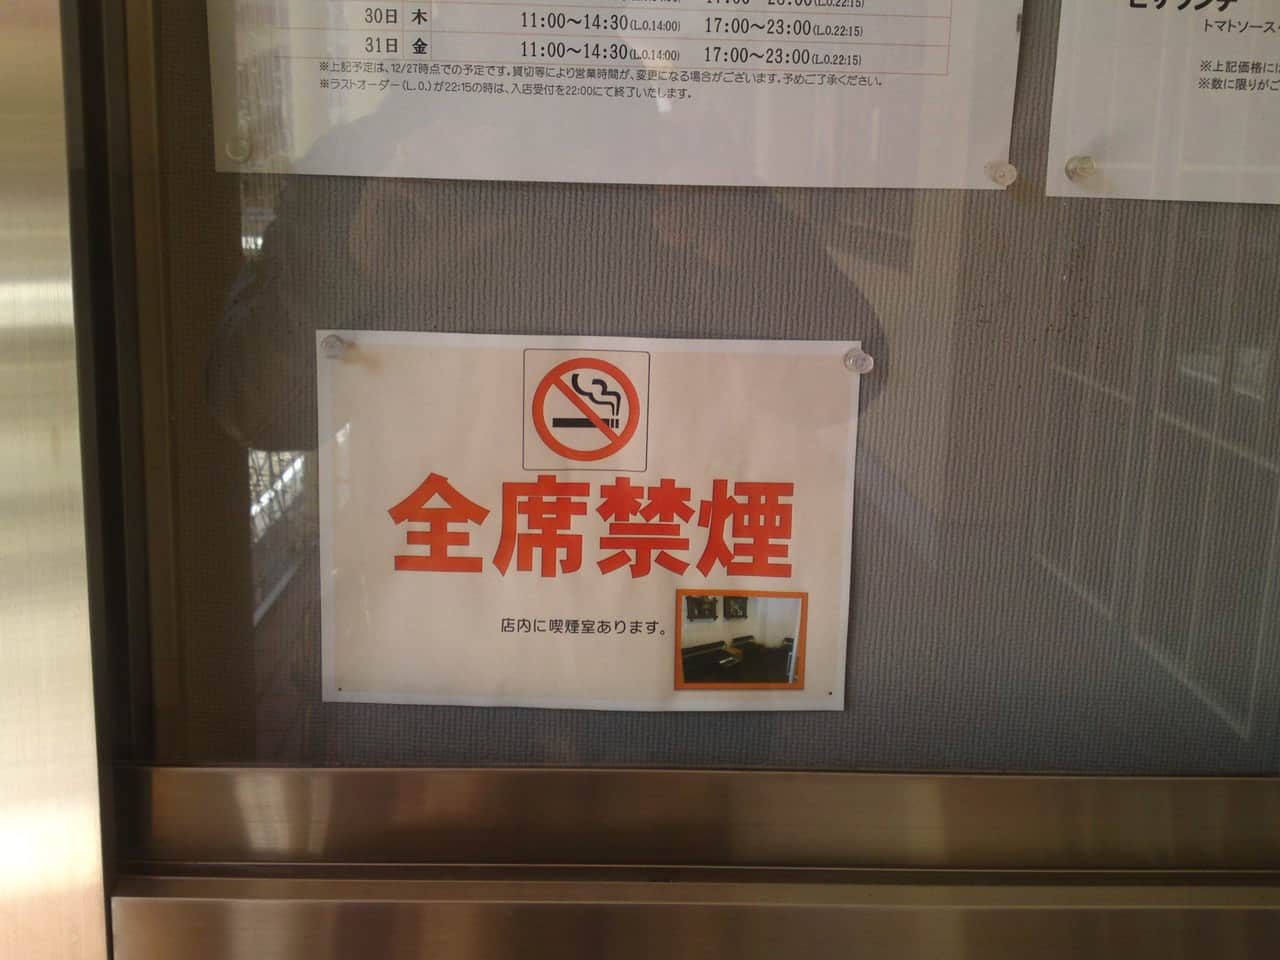 30日 木 11:00～14:30(L.O.14:00) 17:00～23:00(L.O.22:15)
31日 金 11:00～14:30(L.O.14:00) 17:00～23:00(L.O.22:15)
※上記予定は、12/27時点での予定です。貸切等により営業時間が、変更になる場合がございます。予めご了承ください。
※ラストオーダー(L.O.)が22:15の時は、入店受付を22:00にて終了いたします。
トマトソース
※上記価格には
※数に限りがご
全席禁煙
店内に喫煙室あります。